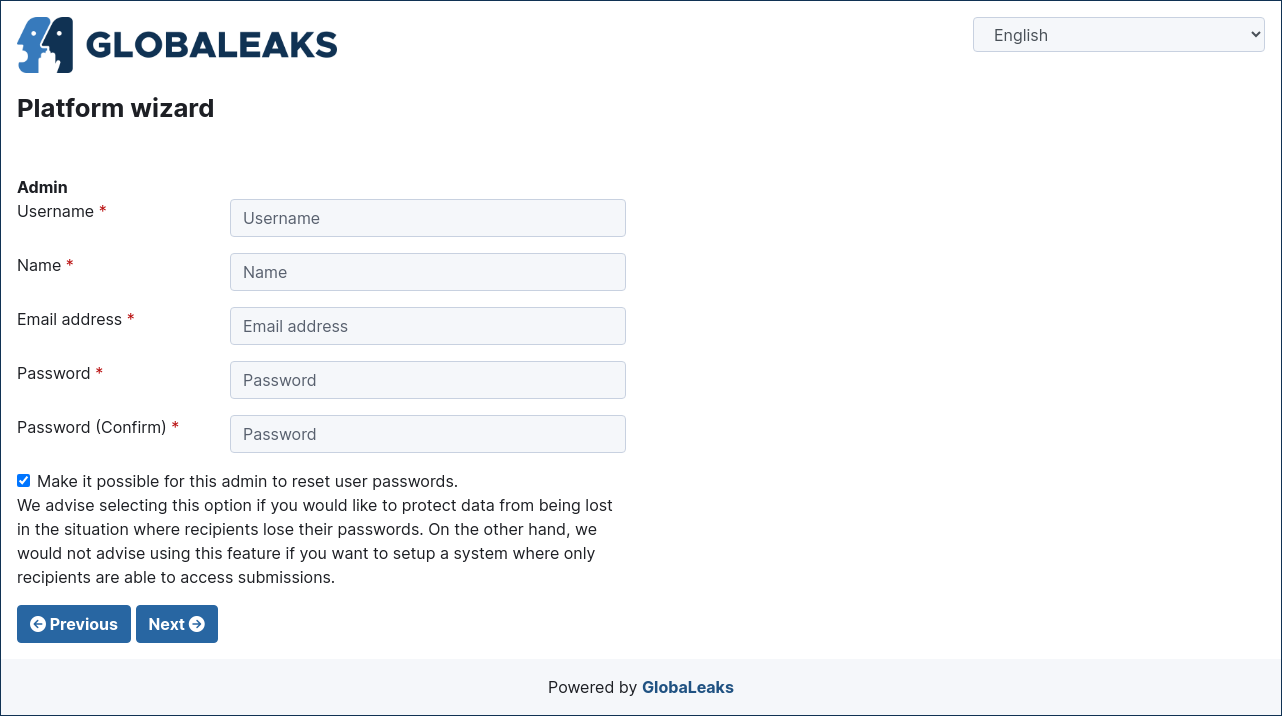 GLOBALEAKS
English
Platform wizard
Admin
Username *
Username
Name *
Name
Email address *
Email address
Password *
Password
Password (Confirm) *
Password
Make it possible for this admin to reset user passwords.
We advise selecting this option if you would like to protect data from being lost
in the situation where recipients lose their passwords. On the other hand, we
would not advise using this feature if you want to setup a system where only
recipients are able to access submissions.
Previous
Next
Powered by GlobaLeaks